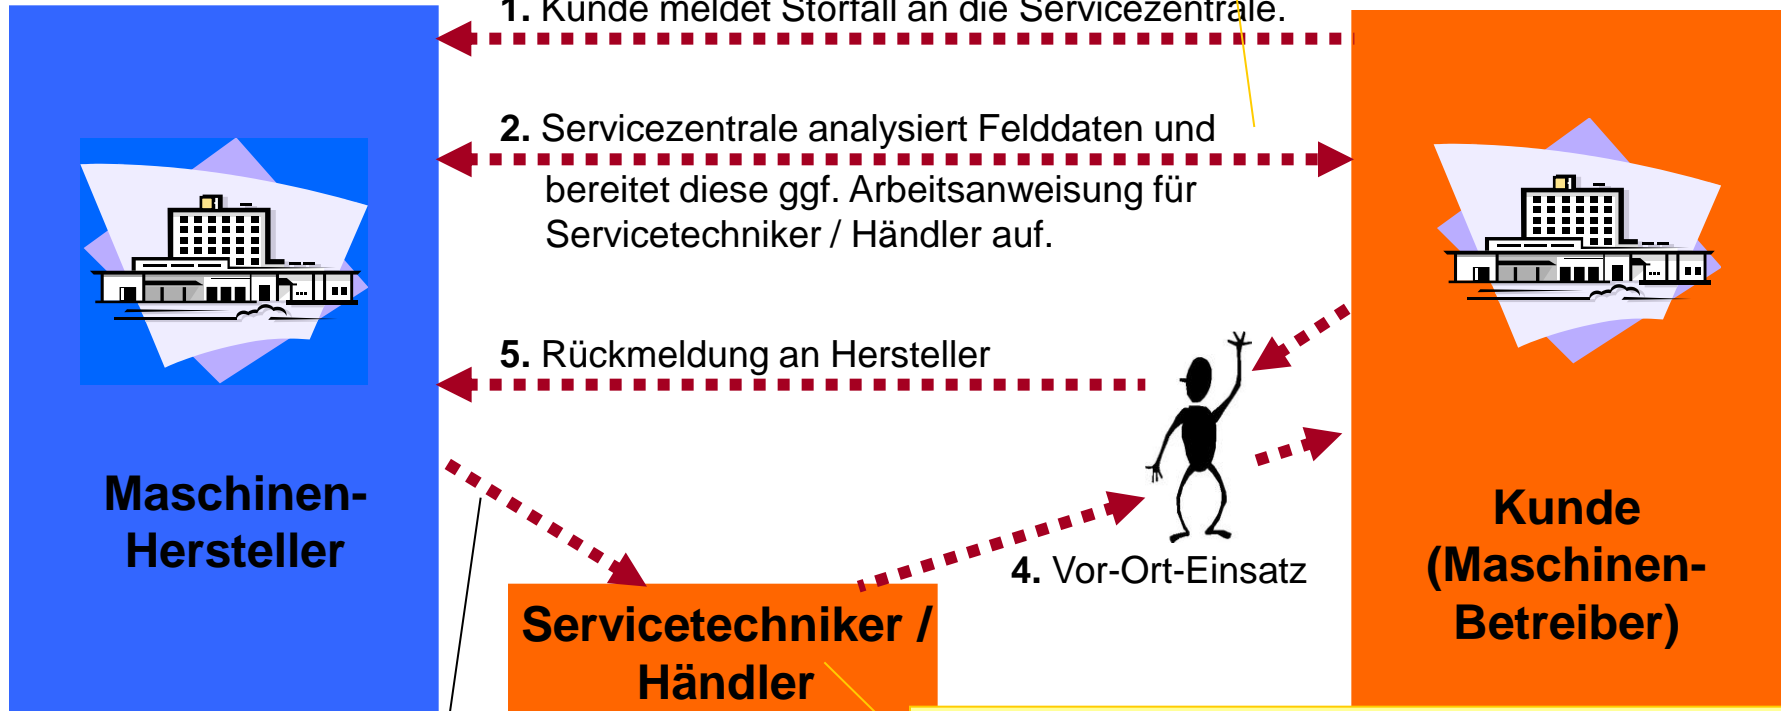 1. Kunde meldet Störfall an die Servicezentrale.
2. Servicezentrale analysiert Felddaten und
bereitet diese ggf. Arbeitsanweisung für
Servicetechniker / Händler auf.
5. Rückmeldung an Hersteller
4. Vor-Ort-Einsatz
Maschinen-
Hersteller
Servicetechniker /
Händler
Kunde
(Maschinen-
Betreiber)